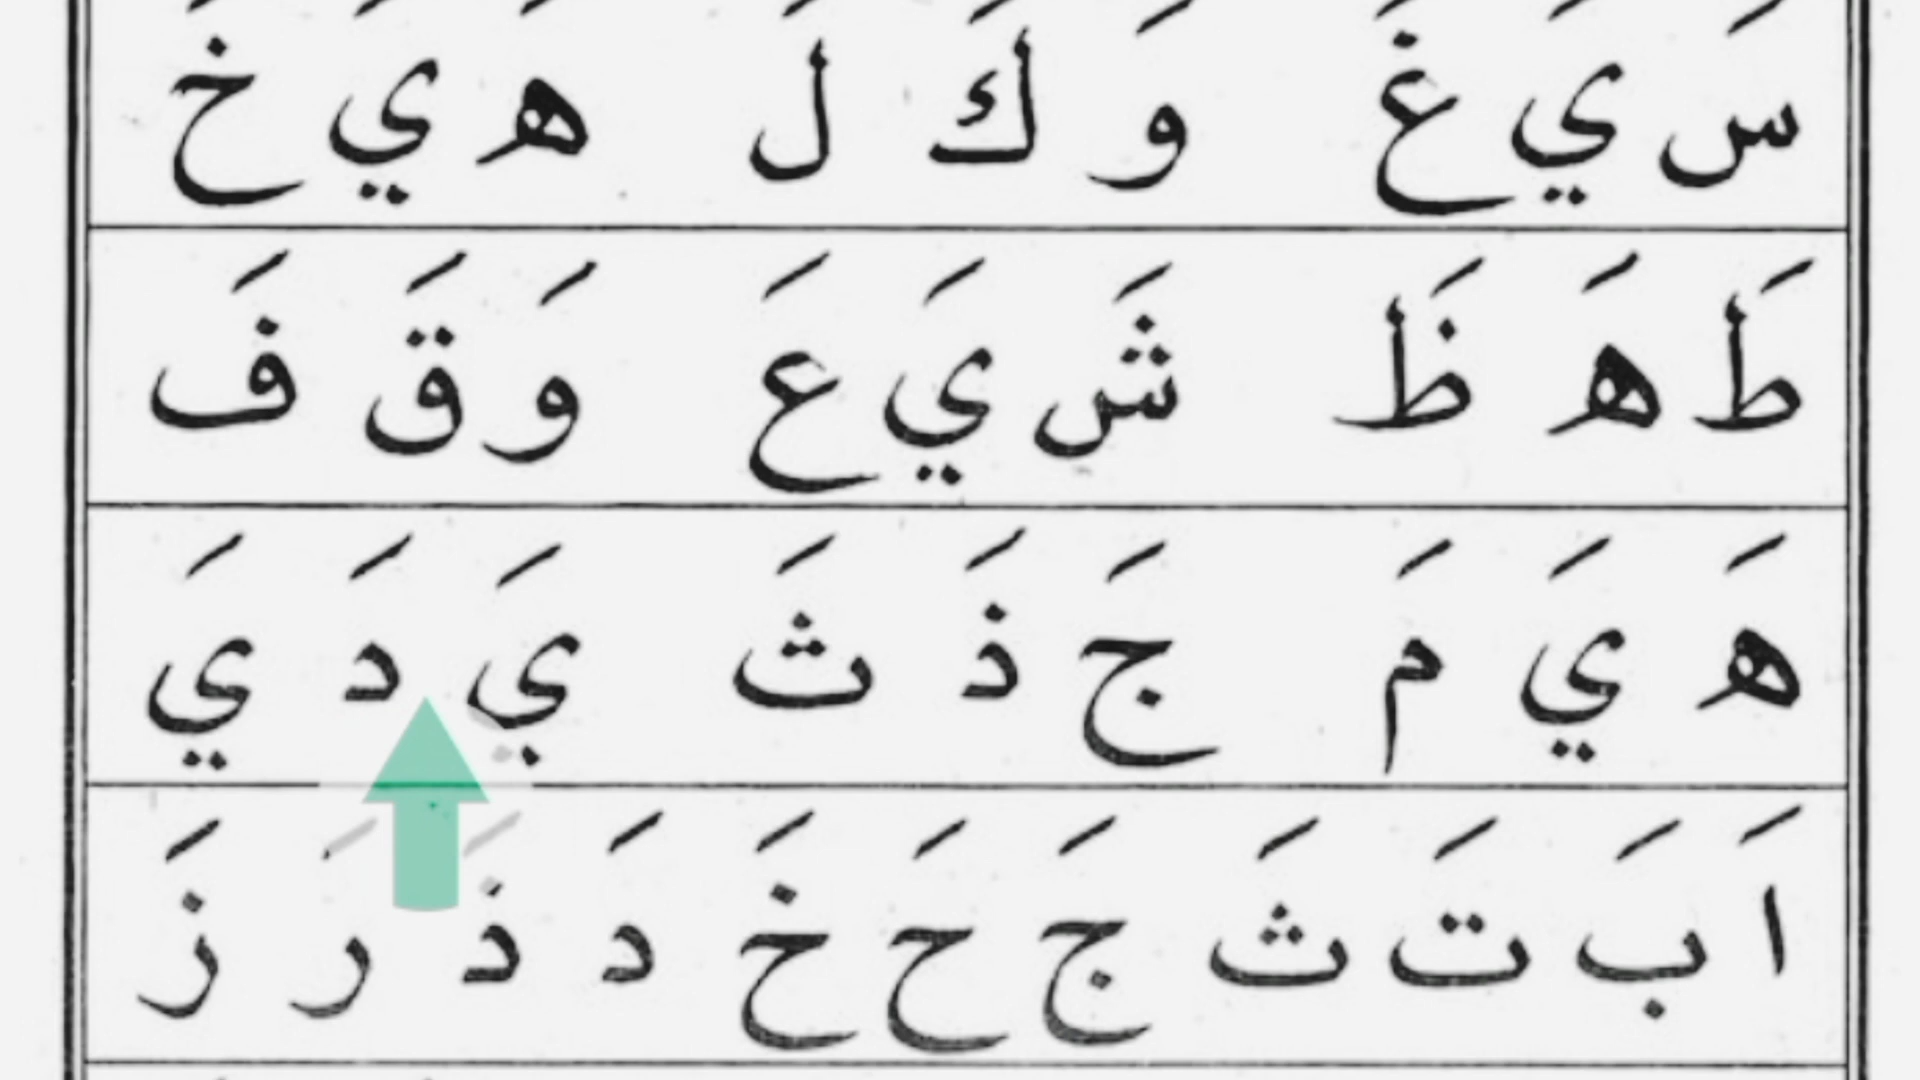 سَ يَ غَ وَ كَ لَ هَ يَ خَ
طَ هَ ظَ شَ يَ عَ وَ قَ فَ
هَ يَ مَ جَ ذَ ثَ يَ دَ يَ
اَ بَ تَ ثَ جَ حَ خَ دَ ذَ رَ زَ